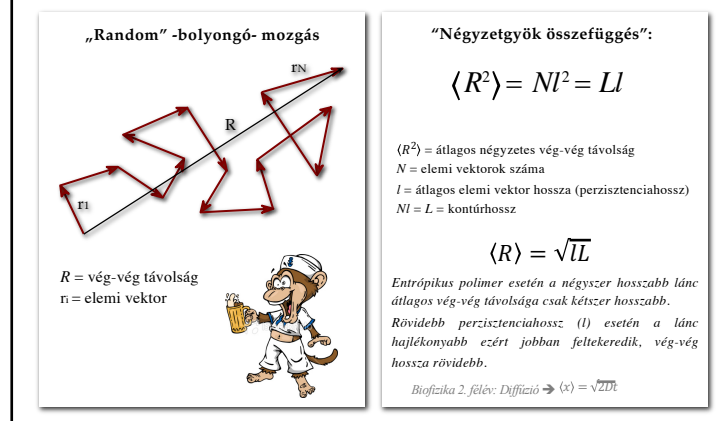 „Random” -bolyongó- mozgás
rN
R
r1
R = vég-vég távolság
ri = elemi vektor
“Négyzetgyök összefüggés”:
⟨R²⟩ = Nl² = Ll
⟨R²⟩ = átlagos négyzetes vég-vég távolság
N = elemi vektorok száma
l = átlagos elemi vektor hossza (perzisztenciahossz)
Nl = L = kontúrhossz
⟨R⟩ = √lL
Entrópikus polimer esetén a négyszer hosszabb lánc
átlagos vég-vég távolsága csak kétszer hosszabb.
Rövidebb perzisztenciahossz (l) esetén a lánc
hajlékonyabb ezért jobban feltekeredik, vég-vég
hossza rövidebb.
Biofizika 2. félév: Diffúzió ➔ ⟨x⟩ = √2Dt